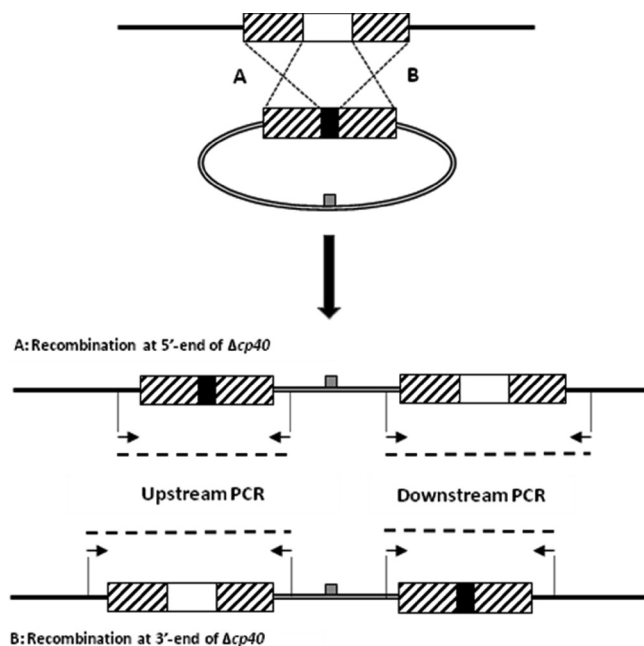 A
B
A: Recombination at 5′-end of Δcp40
Upstream PCR
Downstream PCR
B: Recombination at 3′-end of Δcp40